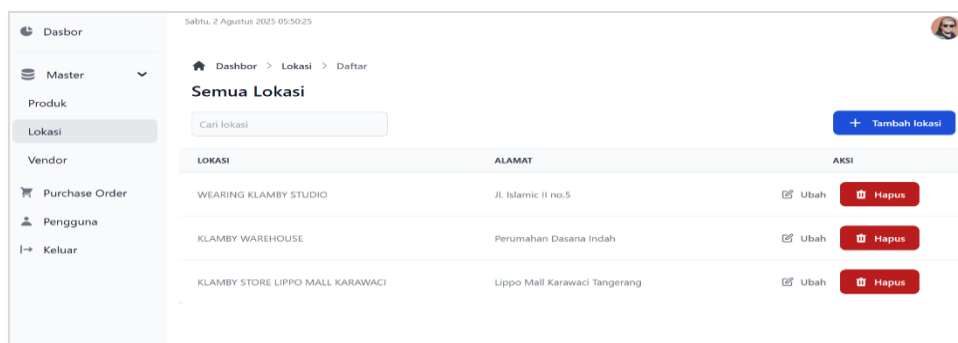 Dasbor
Master
Produk
Lokasi
Vendor
Purchase Order
Pengguna
Keluar
Sabtu, 2 Agustus 2025 05:50:25
Dashbor > Lokasi > Daftar
Semua Lokasi
Cari lokasi
+ Tambah lokasi
LOKASI ALAMAT AKSI
WEARING KLAMBY STUDIO Jl. Islamic II no.5 Ubah Hapus
KLAMBY WAREHOUSE Perumahan Dasana Indah Ubah Hapus
KLAMBY STORE LIPPO MALL KARAWACI Lippo Mall Karawaci Tangerang Ubah Hapus